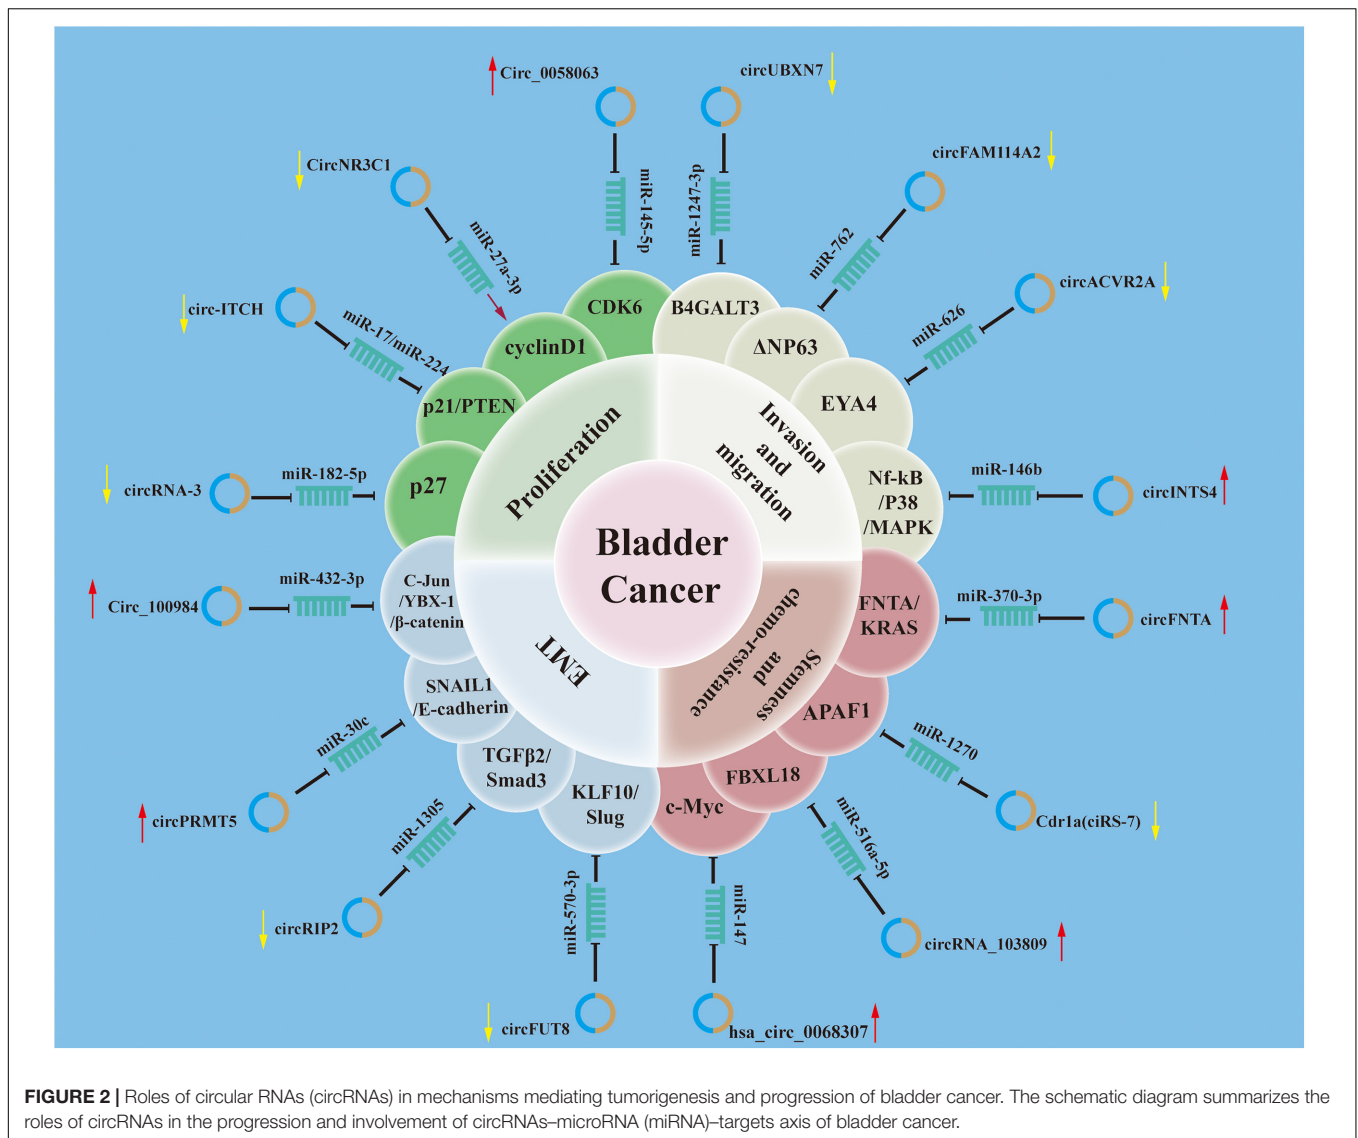 Circ_0058063
circUBXN7
CircNR3C1
circFAM114A2
miR-145-5p
miR-1247-3p
miR-27a-3p
miR-762
circ-ITCH
circACVR2A
miR-17/miR-224
miR-626
CDK6
B4GALT3
cyclinD1
ΔNP63
p21/PTEN
EYA4
circRNA-3
miR-182-5p
p27
Proliferation
Invasion
and
migration
Nf-kB
/P38
/MAPK
miR-146b
circINTS4
Bladder
Cancer
Circ_100984
miR-432-3p
C-Jun
/YBX-1
/β-catenin
FNTA/
KRAS
miR-370-3p
circFNTA
EMT
Stemness
and
chemo-resistance
SNAIL1
/E-cadherin
APAF1
miR-30c
miR-1270
TGFβ2/
Smad3
FBXL18
KLF10/
Slug
c-Myc
circPRMT5
Cdr1a(ciRS-7)
miR-1305
miR-516a-5p
miR-570-3p
miR-147
circRIP2
circRNA_103809
circFUT8
hsa_circ_0068307
FIGURE 2 | Roles of circular RNAs (circRNAs) in mechanisms mediating tumorigenesis and progression of bladder cancer. The schematic diagram summarizes the
roles of circRNAs in the progression and involvement of circRNAs–microRNA (miRNA)–targets axis of bladder cancer.